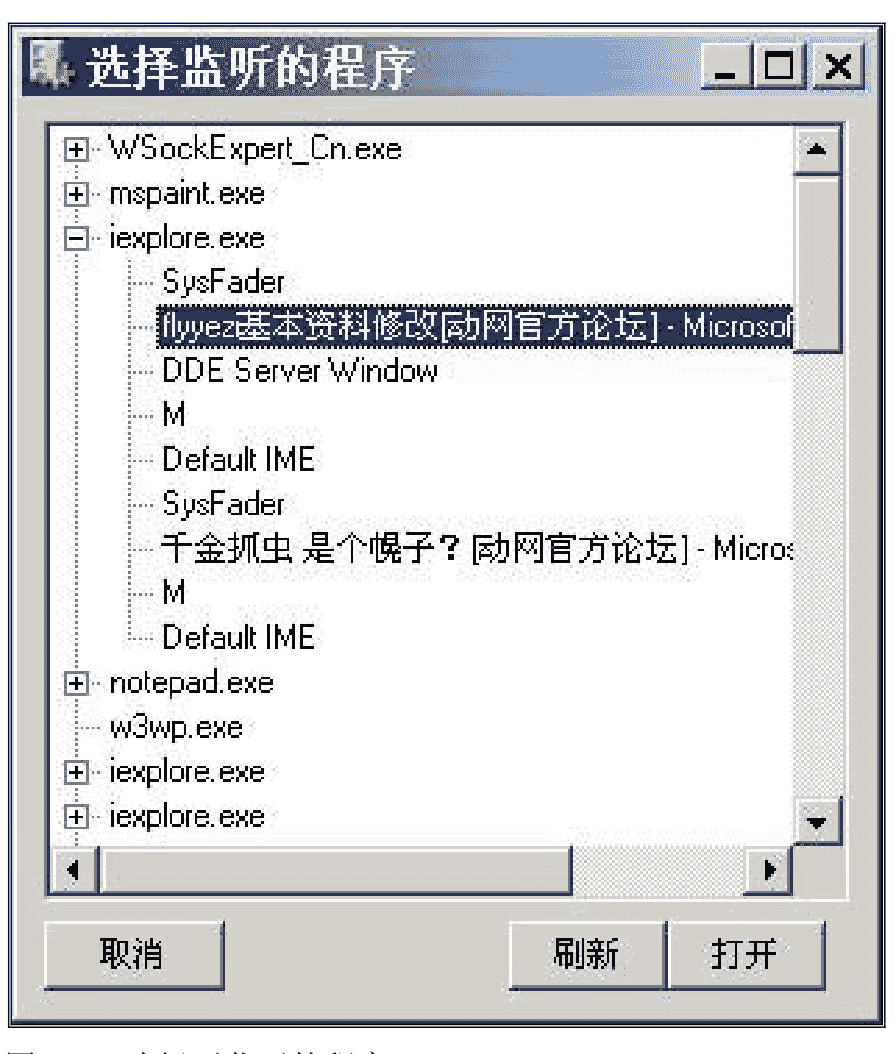 选择监听的程序
WSockExpert_Cn.exe
mspaint.exe
iexplore.exe
SysFader
flyyez基本资料修改[动网官方论坛] - Microsof
DDE Server Window
M
Default IME
SysFader
千金抓虫 是个幌子？[动网官方论坛] - Micros
M
Default IME
notepad.exe
w3wp.exe
iexplore.exe
iexplore.exe
取消 刷新 打开